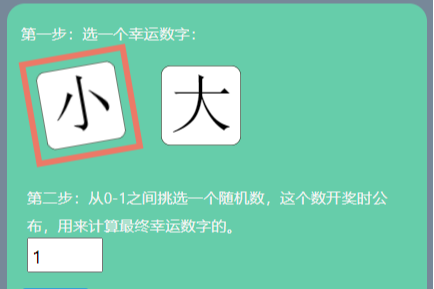 第一步：选一个幸运数字：
小 大
第二步：从0-1之间挑选一个随机数，这个数开奖时公
布，用来计算最终幸运数字的。
1